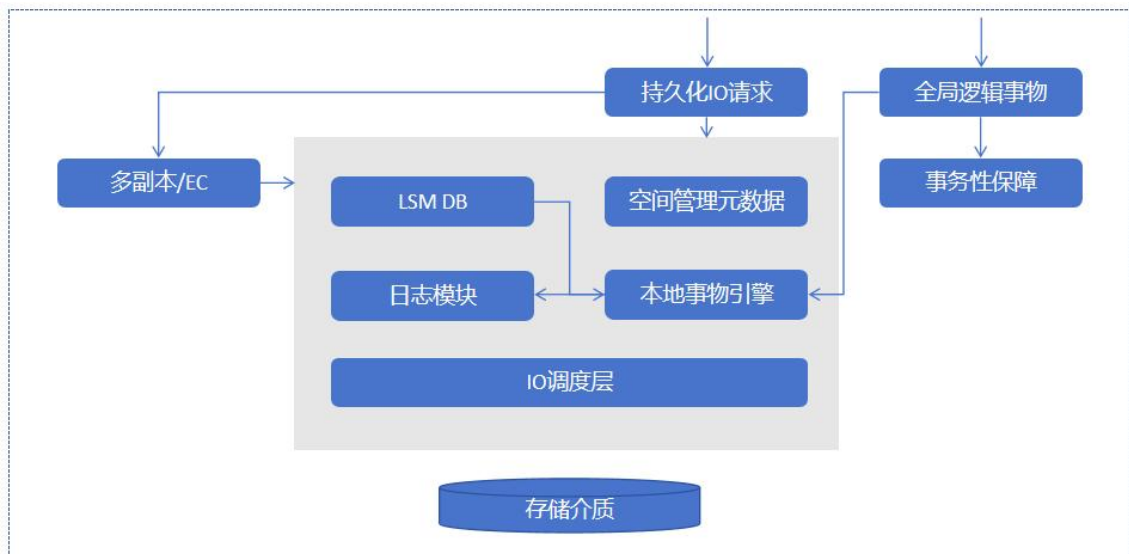 持久化IO请求
全局逻辑事物
多副本/EC
事务性保障
LSM DB
空间管理元数据
日志模块
本地事物引擎
IO调度层
存储介质